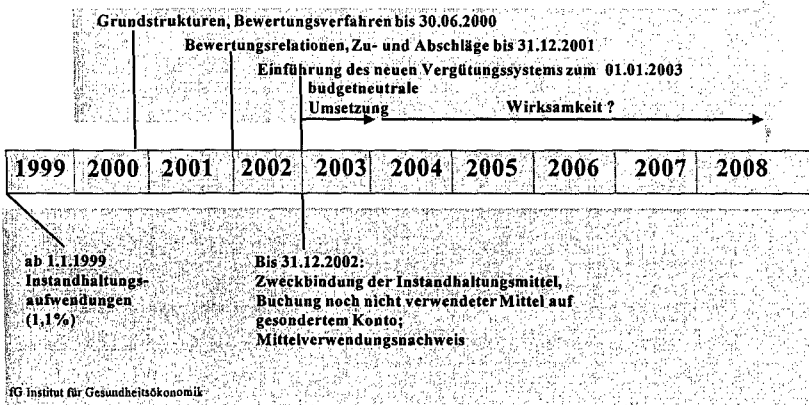 Grundstrukturen, Bewertungsverfahren bis 30.06.2000
Bewertungsrelationen, Zu- und Abschläge bis 31.12.2001
Einführung des neuen Vergütungssystems zum 01.01.2003
budgetneutrale
Umsetzung Wirksamkeit ?
1999 2000 2001 2002 2003 2004 2005 2006 2007 2008
ab 1.1.1999
Instandhaltungs-
aufwendungen
(1,1%)
Bis 31.12.2002:
Zweckbindung der Instandhaltungsmittel,
Buchung noch nicht verwendeter Mittel auf
gesondertem Konto;
Mittelverwendungsnachweis
fG Institut für Gesundheitsökonomik